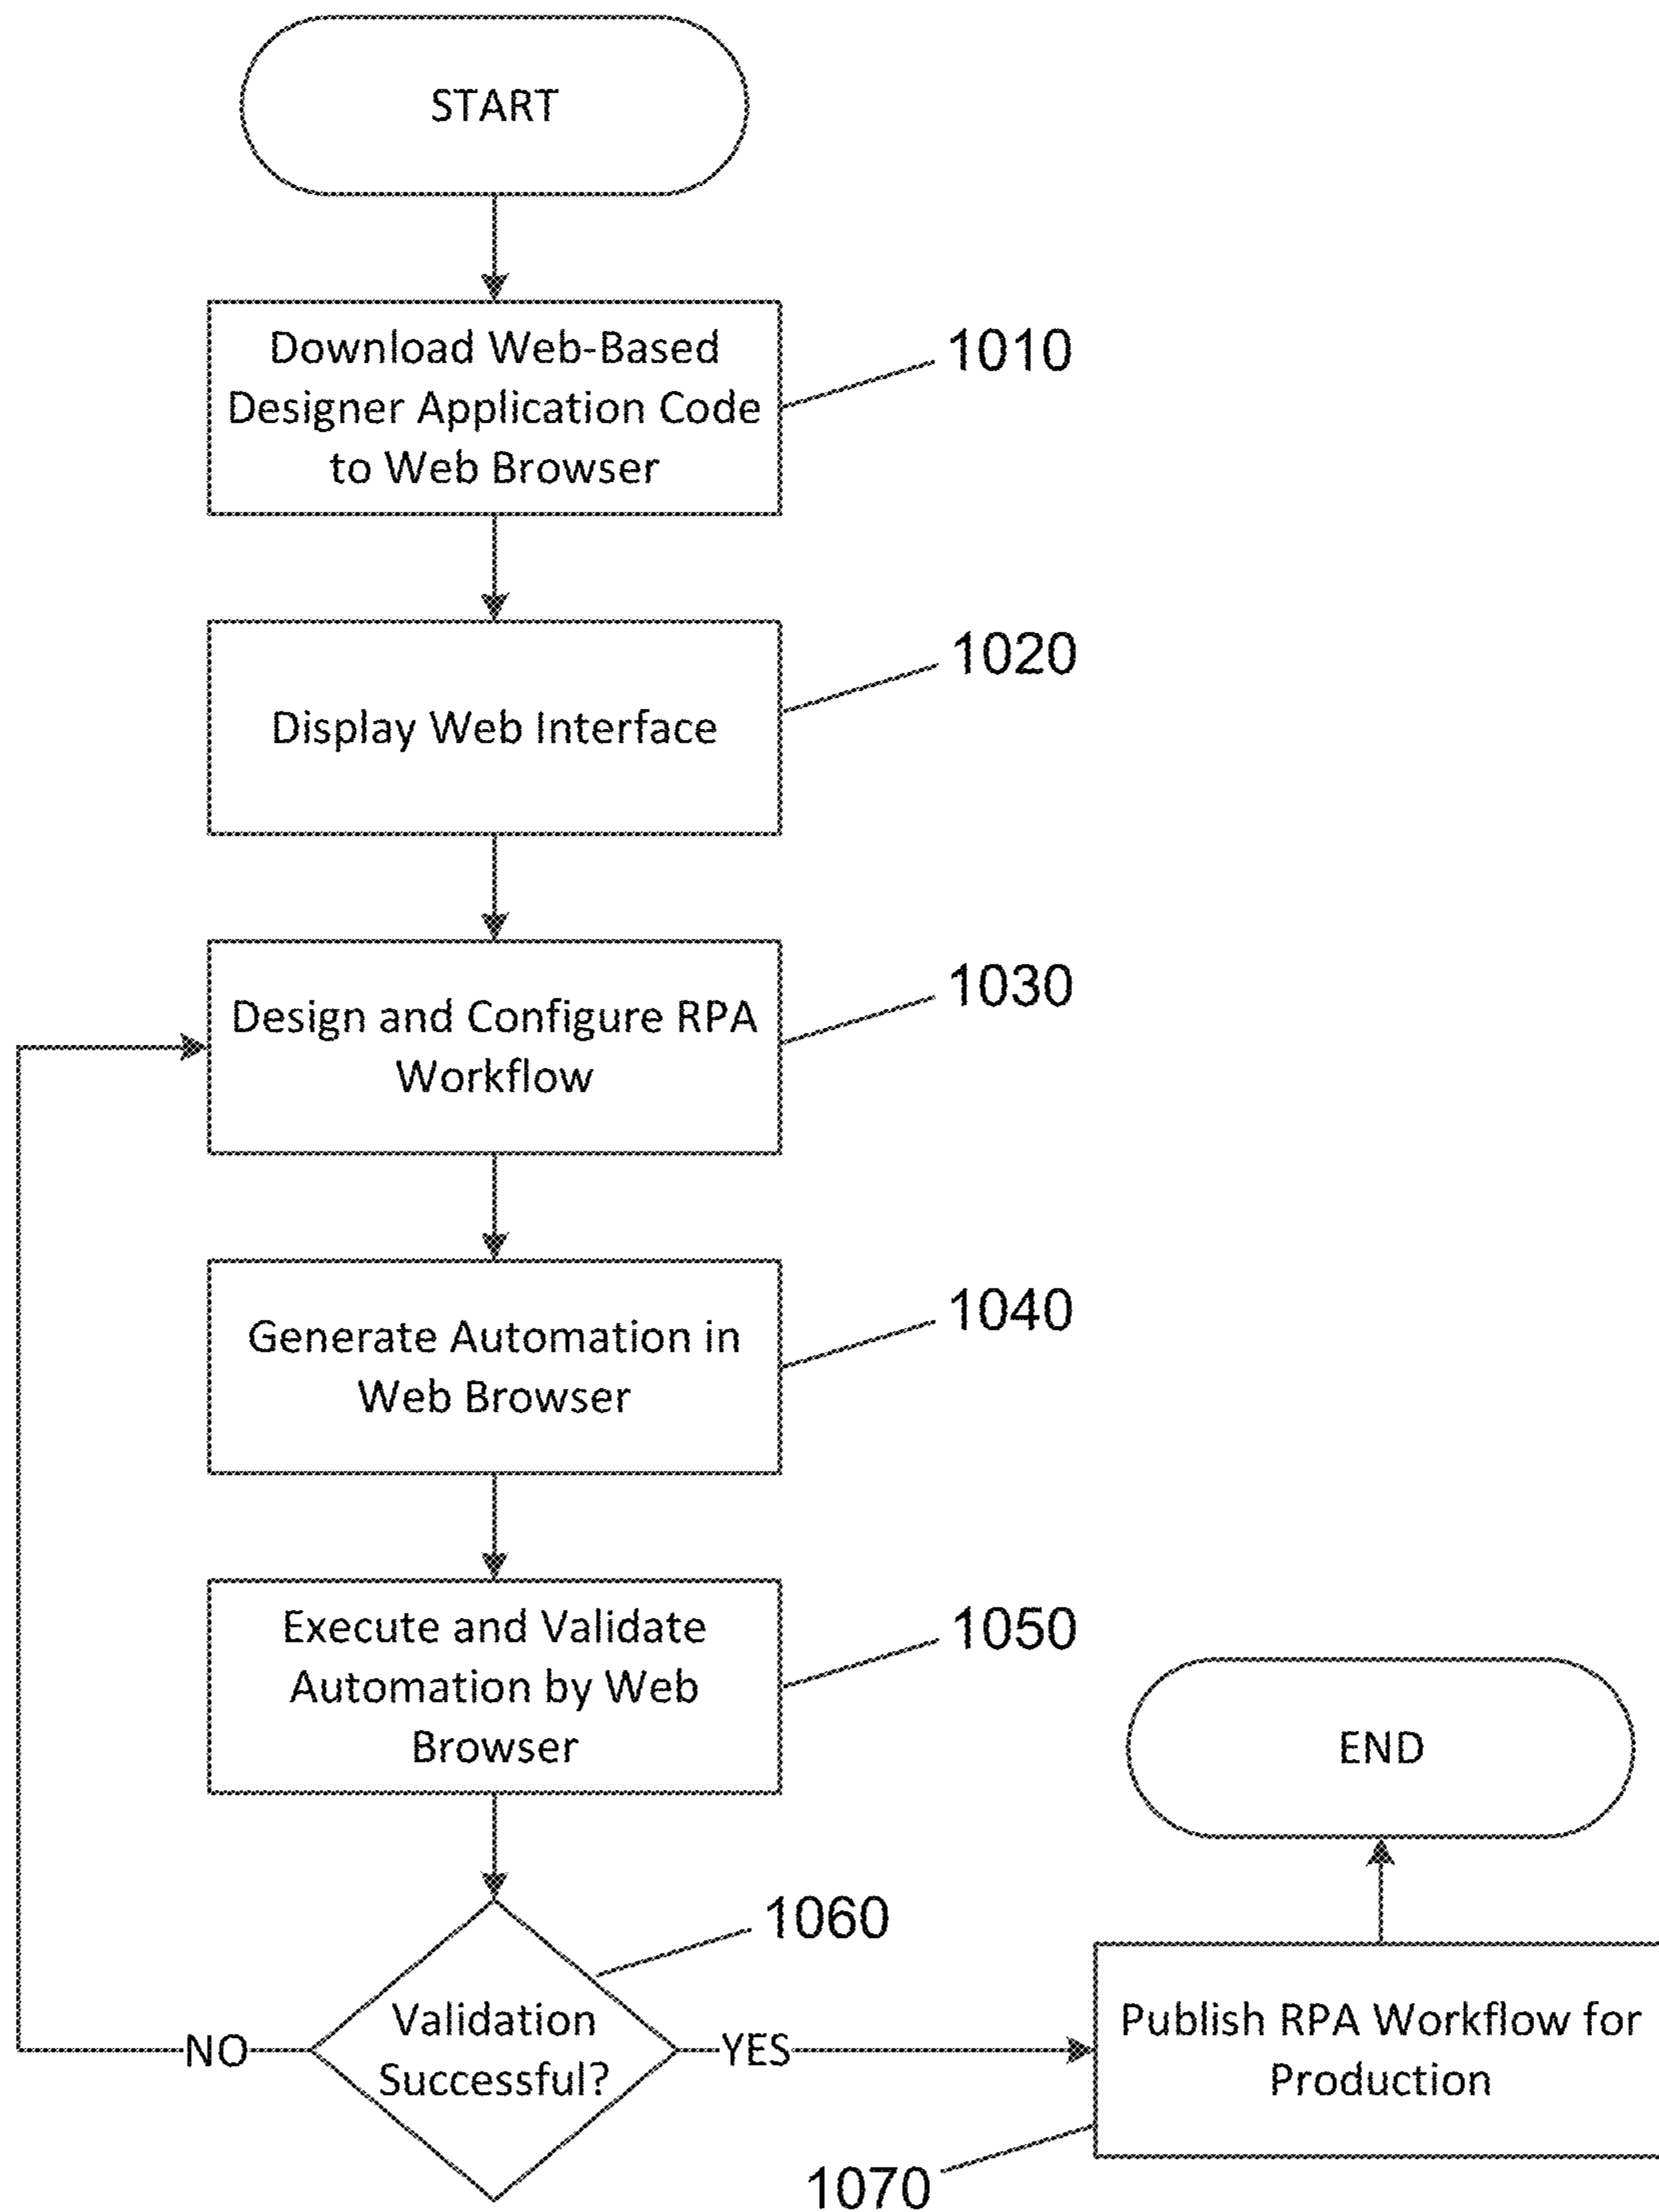 START
Download Web-Based
Designer Application Code
to Web Browser
1010
Display Web Interface
1020
Design and Configure RPA
Workflow
1030
Generate Automation in
Web Browser
1040
Execute and Validate
Automation by Web
Browser
1050
END
1060
Validation
Successful?
NO
YES
Publish RPA Workflow for
Production
1070